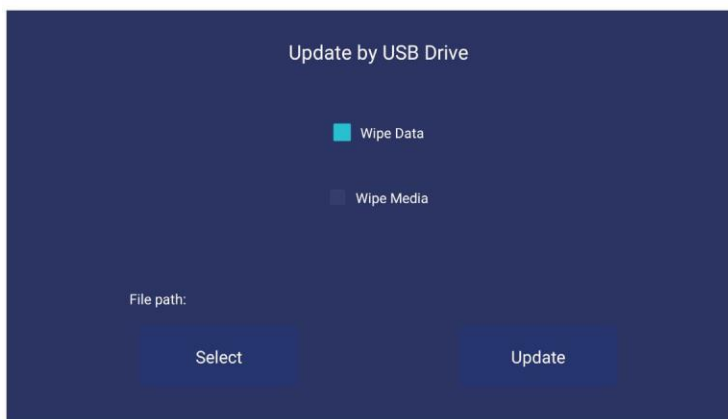 Update by USB Drive
Wipe Data
Wipe Media
File path:
Select
Update